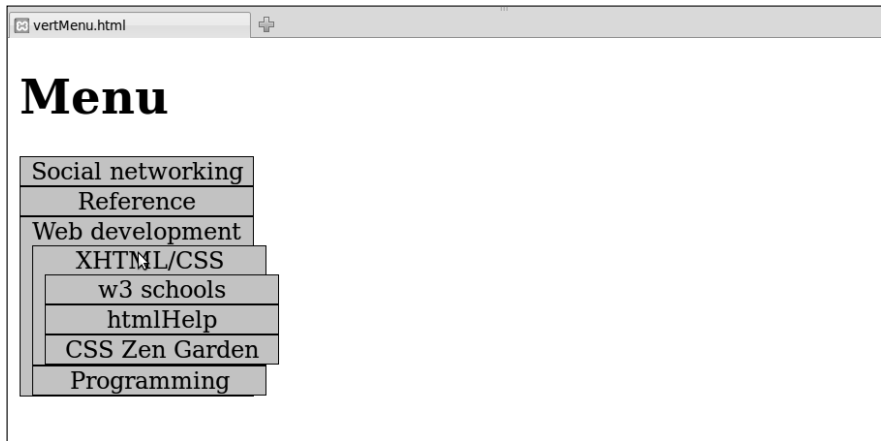 vertMenu.html
Menu
Social networking
Reference
Web development
XHTML/CSS
w3 schools
htmlHelp
CSS Zen Garden
Programming